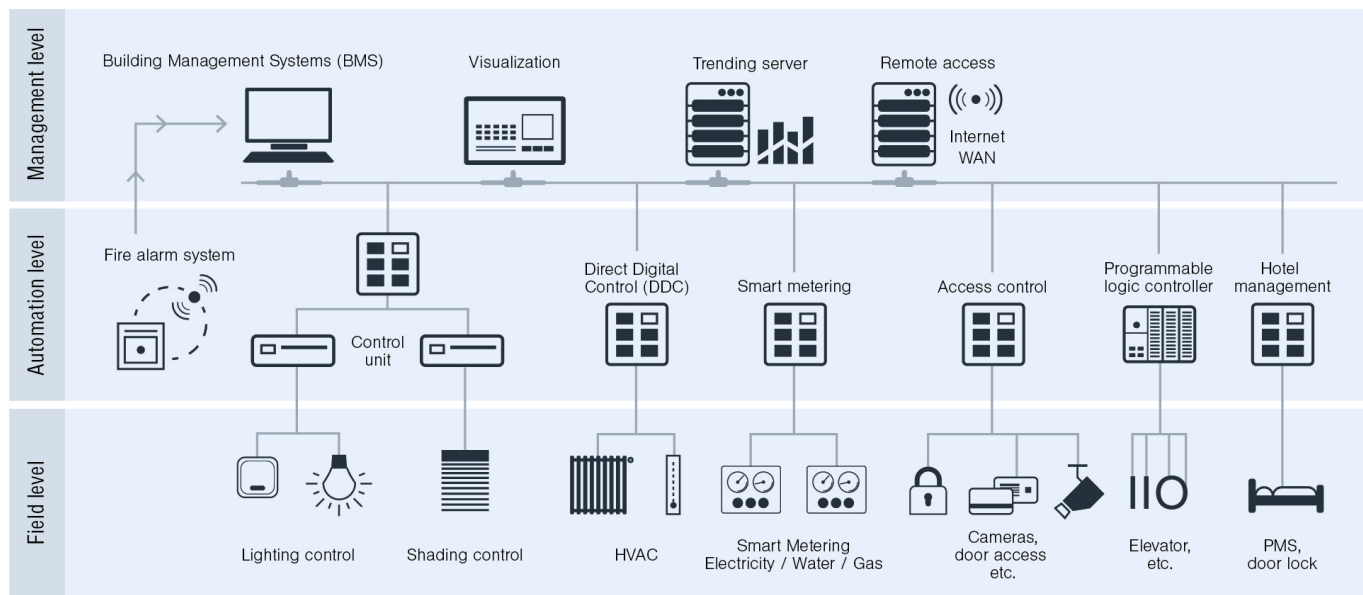 Management level
Building Management Systems (BMS)
Visualization
Trending server
Remote access
Internet
WAN
Automation level
Fire alarm system
Control
unit
Direct Digital
Control (DDC)
Smart metering
Access control
Programmable
logic controller
Hotel
management
Field level
Lighting control
Shading control
HVAC
Smart Metering
Electricity / Water / Gas
Cameras,
door access
etc.
Elevator,
etc.
PMS,
door lock